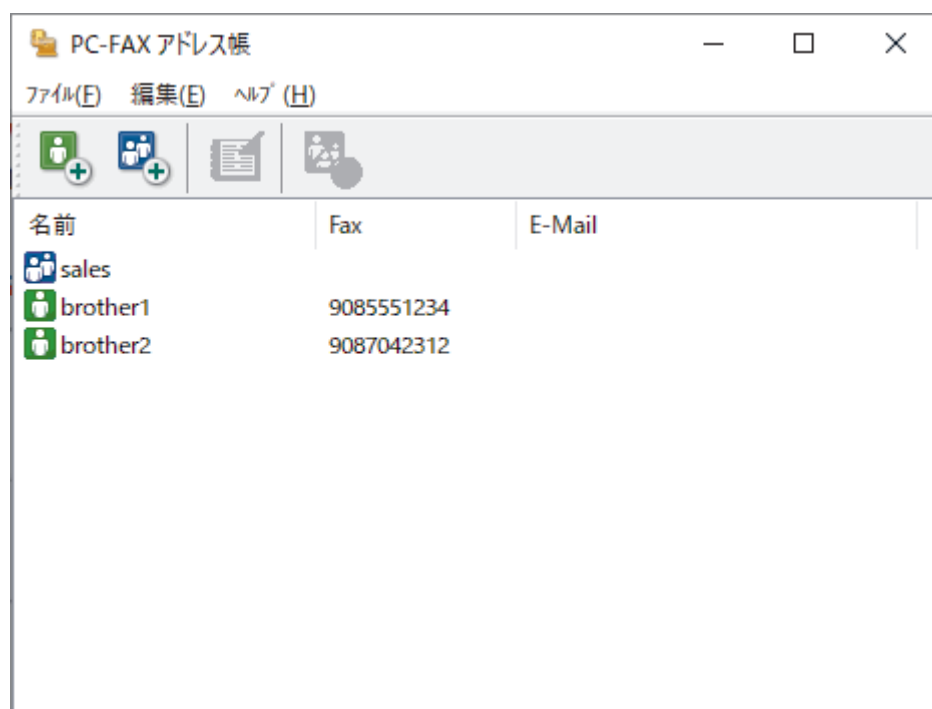 PC-FAX アドレス帳
ファイル(F) 編集(E) ヘルプ(H)
名前 Fax E-Mail
sales
brother1 9085551234
brother2 9087042312